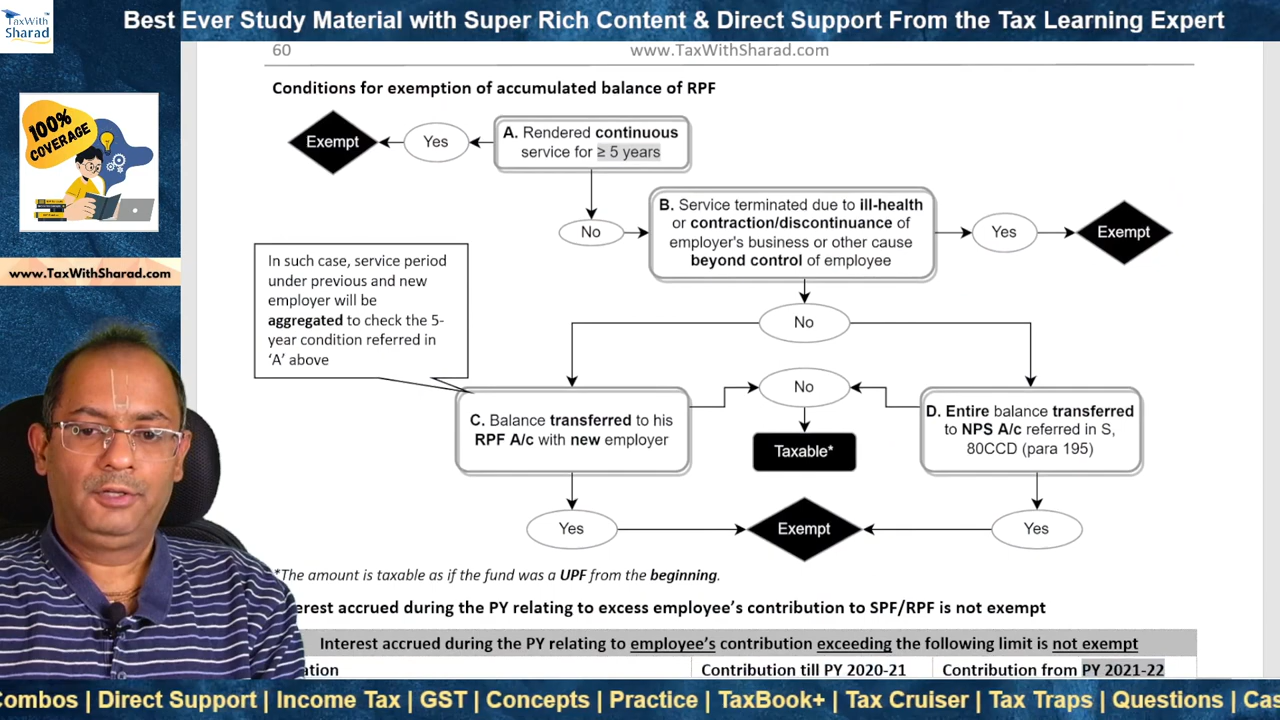 TaxWith
Sharad
Best Ever Study Material with Super Rich Content & Direct Support From the Tax Learning Expert
60
www.TaxWithSharad.com
100%
COVERAGE
www.TaxWithSharad.com
Conditions for exemption of accumulated balance of RPF
Exempt
Yes
A. Rendered continuous
service for ≥ 5 years
No
B. Service terminated due to ill-health
or contraction/discontinuance of
employer's business or other cause
beyond control of employee
Yes
Exempt
In such case, service period
under previous and new
employer will be
aggregated to check the 5-
year condition referred in
'A' above
No
C. Balance transferred to his
RPF A/c with new employer
No
Taxable*
D. Entire balance transferred
to NPS A/c referred in S,
80CCD (para 195)
Yes
Exempt
Yes
*The amount is taxable as if the fund was a UPF from the beginning.
erest accrued during the PY relating to excess employee's contribution to SPF/RPF is not exempt
Interest accrued during the PY relating to employee's contribution exceeding the following limit is not exempt
ation
Contribution till PY 2020-21
Contribution from PY 2021-22
Combos | Direct Support | Income Tax | GST | Concepts | Practice | TaxBook+ | Tax Cruiser | Tax Traps | Questions | Cas